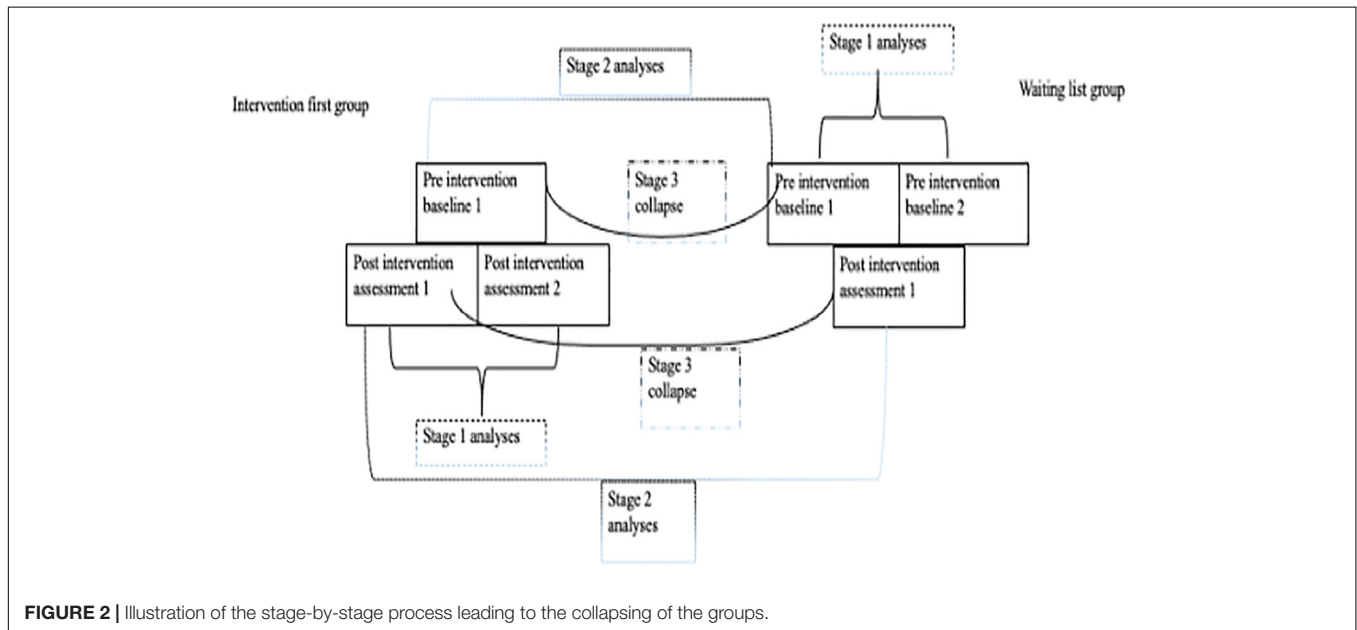 Stage 1 analyses
Stage 2 analyses
Intervention first group
Waiting list group
Pre intervention
baseline 1
Stage 3
collapse
Pre intervention
baseline 1
Pre intervention
baseline 2
Post intervention
assessment 1
Post intervention
assessment 2
Post intervention
assessment 1
Stage 3
collapse
Stage 1 analyses
Stage 2
analyses
FIGURE 2 | Illustration of the stage-by-stage process leading to the collapsing of the groups.